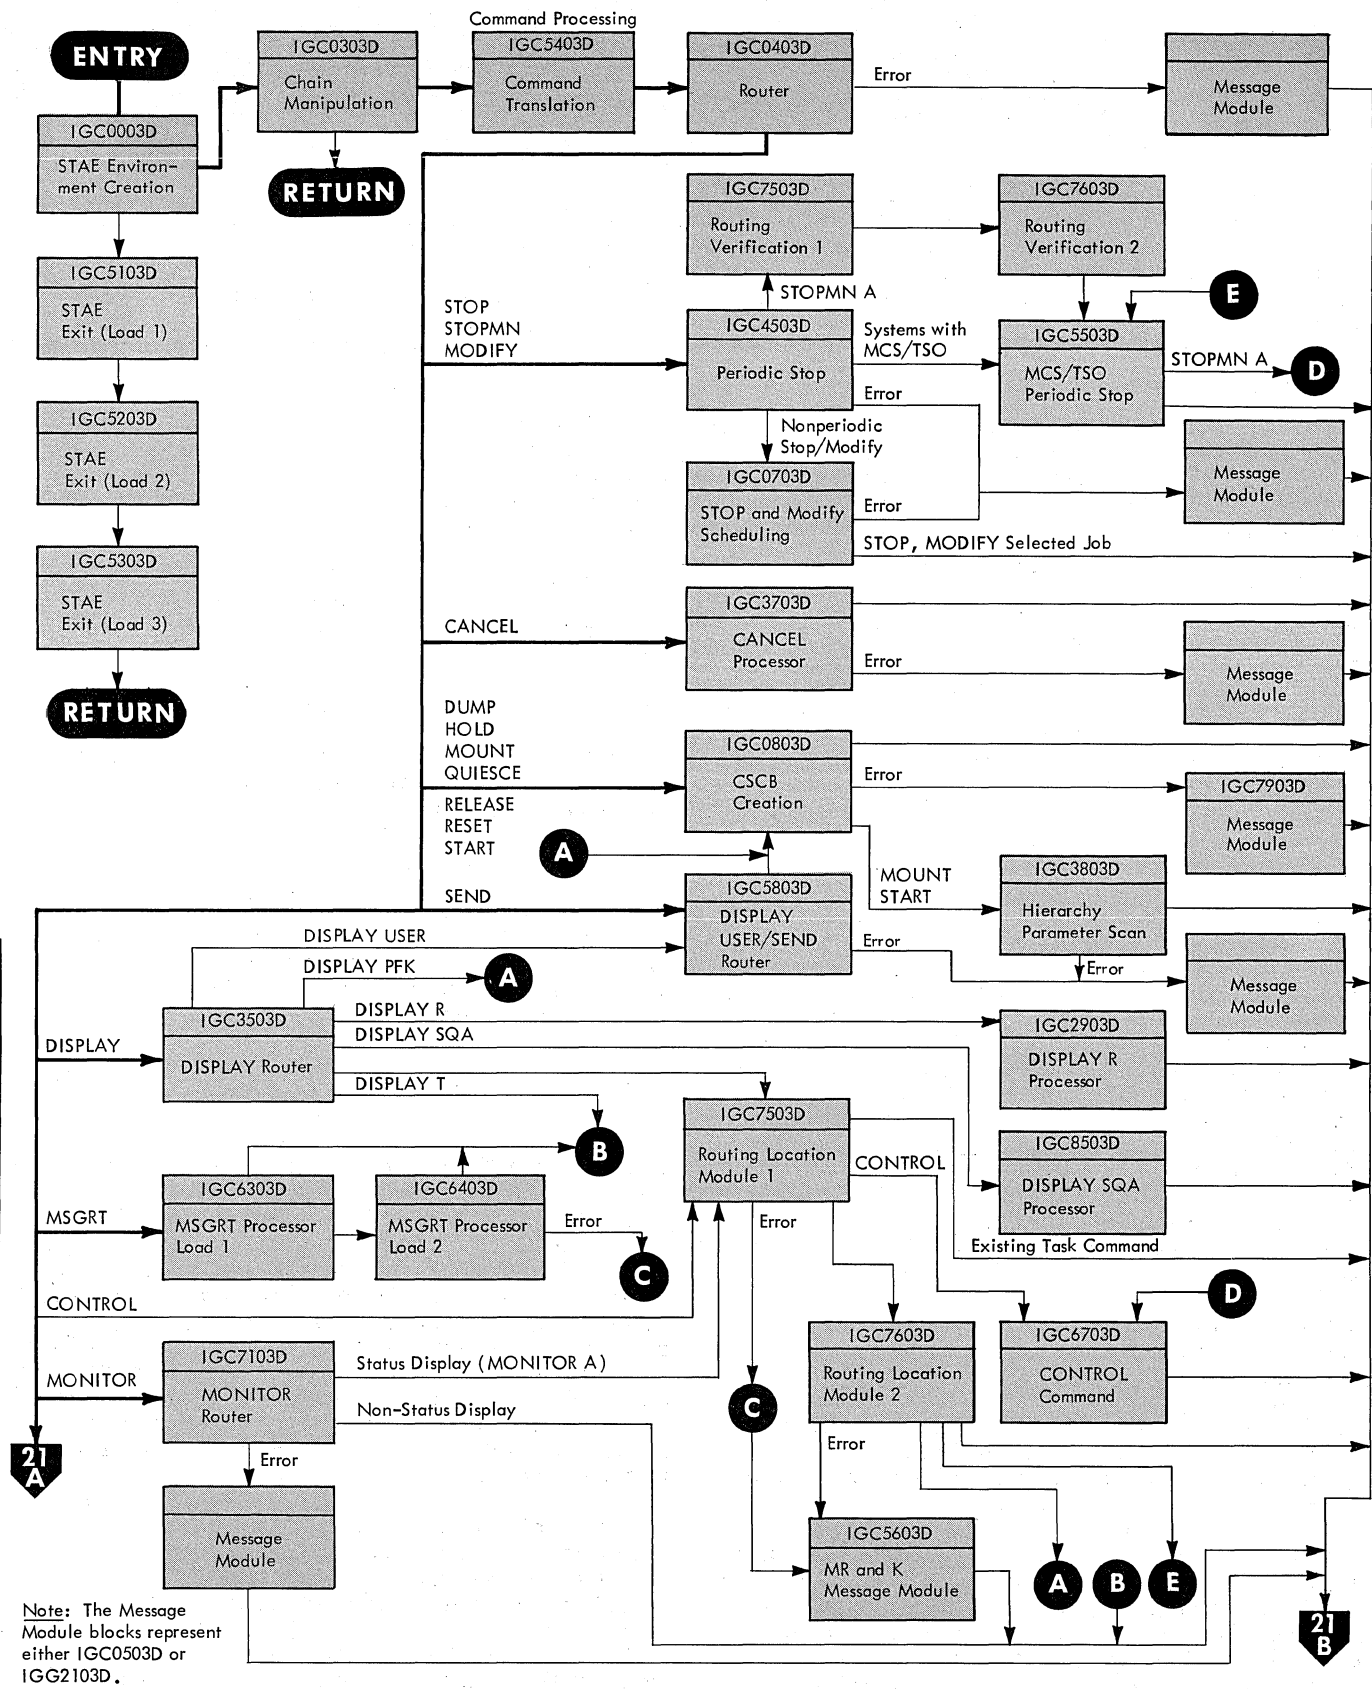 Command Processing
ENTRY
IGC0303D
Chain
Manipulation
IGC5403D
Command
Translation
IGC0403D
Router
Error
Message
Module
IGC0003D
STAE Environ-
ment Creation
RETURN
IGC5103D
STAE
Exit (Load 1)
IGC5203D
STAE
Exit (Load 2)
IGC5303D
STAE
Exit (Load 3)
RETURN
IGC7503D
Routing
Verification 1
IGC7603D
Routing
Verification 2
STOPMN A
E
STOP
STOPMN
MODIFY
IGC4503D
Periodic Stop
Systems with
MCS/TSO
Error
IGC5503D
MCS/TSO
Periodic Stop
STOPMN A
D
Nonperiodic
Stop/Modify
Message
Module
IGC0703D
STOP and Modify
Scheduling
Error
STOP, MODIFY Selected Job
CANCEL
IGC3703D
CANCEL
Processor
Error
Message
Module
DUMP
HOLD
MOUNT
QUIESCE
RELEASE
RESET
START
IGC0803D
CSCB
Creation
Error
IGC7903D
Message
Module
A
MOUNT
START
IGC3803D
Hierarchy
Parameter Scan
Error
SEND
IGC5803D
DISPLAY
USER/SEND
Router
Error
Message
Module
DISPLAY USER
DISPLAY PFK
A
DISPLAY
IGC3503D
DISPLAY Router
DISPLAY R
DISPLAY SQA
DISPLAY T
IGC2903D
DISPLAY R
Processor
B
IGC7503D
Routing Location
Module 1
CONTROL
Error
IGC8503D
DISPLAY SQA
Processor
Existing Task Command
MSGRT
IGC6303D
MSGRT Processor
Load 1
IGC6403D
MSGRT Processor
Load 2
Error
C
CONTROL
D
MONITOR
IGC7103D
MONITOR
Router
Status Display (MONITOR A)
Non-Status Display
Error
C
IGC7603D
Routing Location
Module 2
Error
IGC6703D
CONTROL
Command
21
A
Message
Module
IGC5603D
MR and K
Message Module
A
B
E
21
B
Note: The Message
Module blocks represent
either IGC0503D or
IGG2103D.